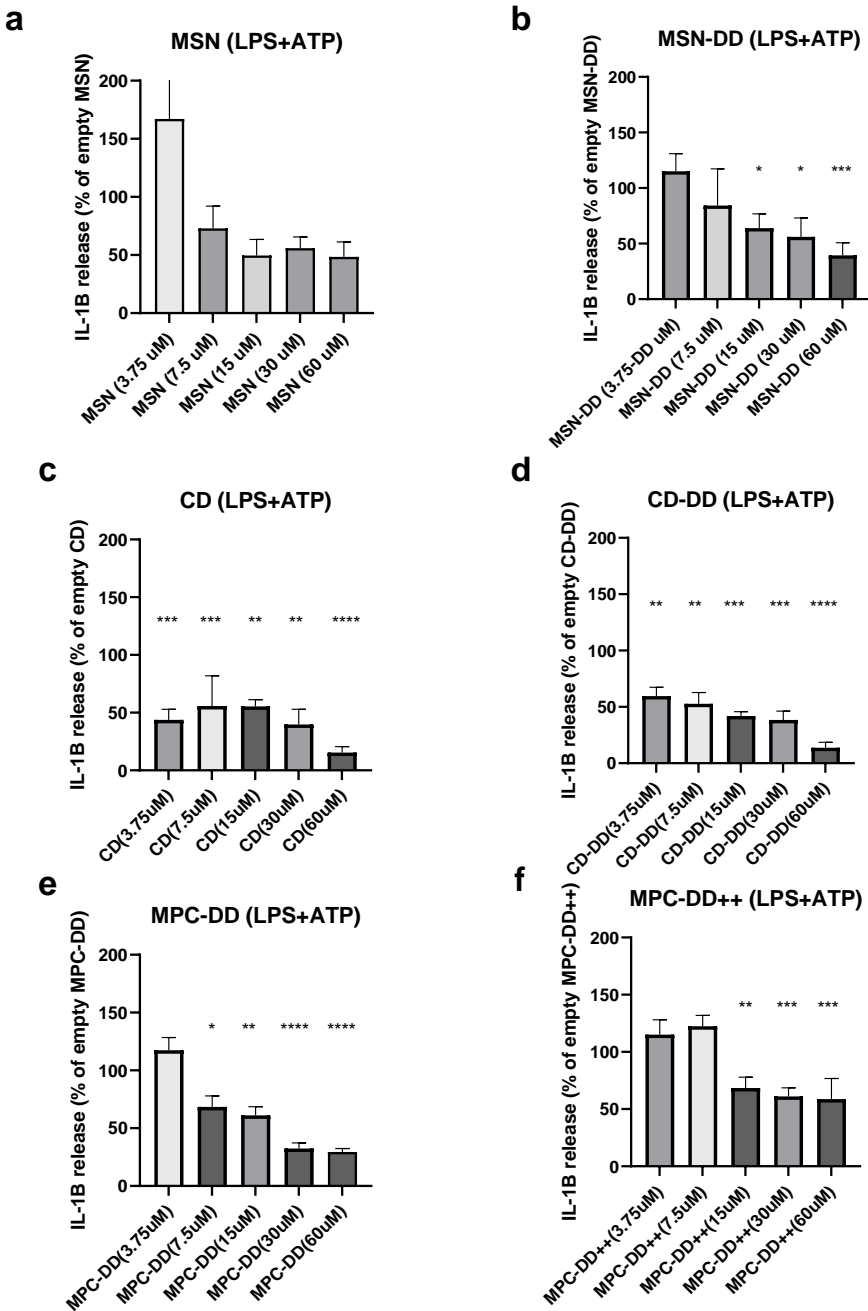 a
MSN (LPS+ATP)
IL-1B release (% of empty MSN)
200
150
100
50
0
MSN (3.75 uM)
MSN (7.5 uM)
MSN (15 uM)
MSN (30 uM)
MSN (60 uM)
b
MSN-DD (LPS+ATP)
IL-1B release (% of empty MSN-DD)
200
150
100
50
0
* * ***
MSN-DD (3.75-DD uM)
MSN-DD (7.5 uM)
MSN-DD (15 uM)
MSN-DD (30 uM)
MSN-DD (60 uM)
c
CD (LPS+ATP)
IL-1B release (% of empty CD)
200
150
100
50
0
*** *** ** ** ****
CD(3.75uM)
CD(7.5uM)
CD(15uM)
CD(30uM)
CD(60uM)
d
CD-DD (LPS+ATP)
IL-1B release (% of empty CD-DD)
200
150
100
50
0
** ** *** *** ****
CD-DD(3.75uM)
CD-DD(7.5uM)
CD-DD(15uM)
CD-DD(30uM)
CD-DD(60uM)
e
MPC-DD (LPS+ATP)
IL-1B release (% of empty MPC-DD)
200
150
100
50
0
* ** **** ****
MPC-DD(3.75uM)
MPC-DD(7.5uM)
MPC-DD(15uM)
MPC-DD(30uM)
MPC-DD(60uM)
f
MPC-DD++ (LPS+ATP)
IL-1B release (% of empty MPC-DD++)
200
150
100
50
0
** *** ***
MPC-DD++(3.75uM)
MPC-DD++(7.5uM)
MPC-DD++(15uM)
MPC-DD++(30uM)
MPC-DD++(60uM)